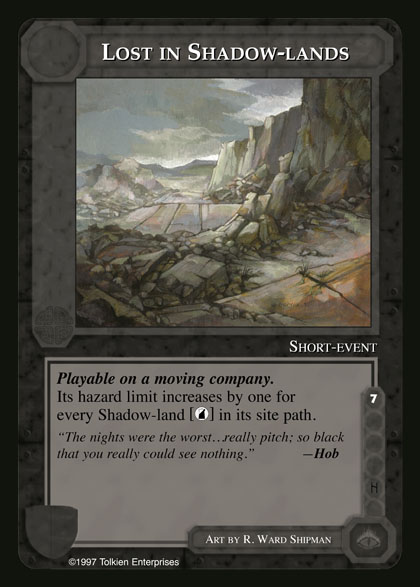 LOST IN SHADOW-LANDS
SHORT-EVENT
Playable on a moving company.
Its hazard limit increases by one for
every Shadow-land [] in its site path.
“The nights were the worst...really pitch; so black
that you really could see nothing.” —Hob
7
H
ART BY R. WARD SHIPMAN
©1997 Tolkien Enterprises